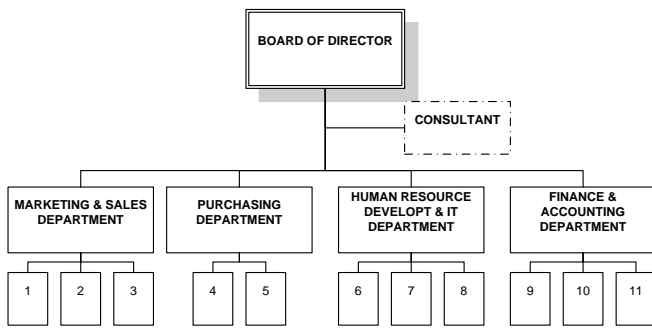 BOARD OF DIRECTOR
CONSULTANT
MARKETING & SALES
DEPARTMENT
PURCHASING
DEPARTMENT
HUMAN RESOURCE
DEVELOPT & IT
DEPARTMENT
FINANCE &
ACCOUNTING
DEPARTMENT
1
2
3
4
5
6
7
8
9
10
11